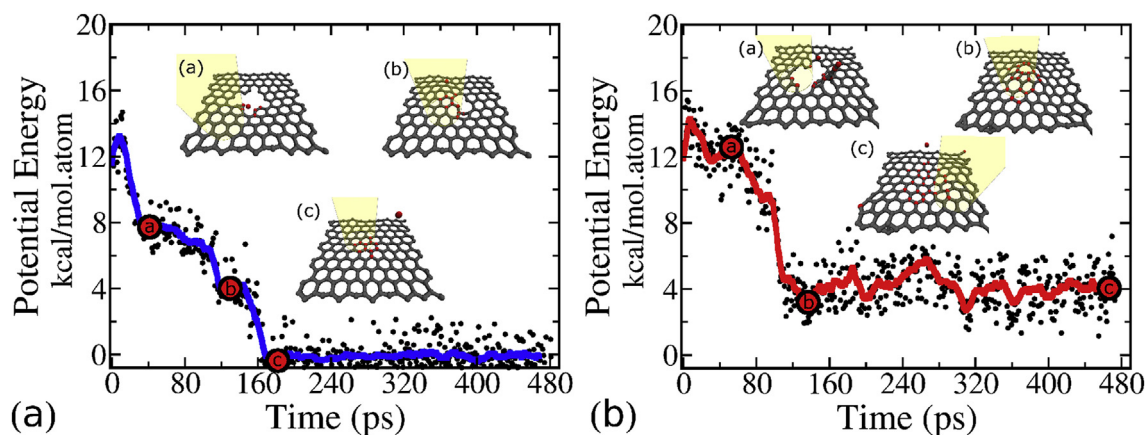 Potential Energy
kcal/mol.atom
20
16
12
8
4
0
(a)
(b)
(c)
a
b
c
0 80 160 240 320 400 480
Time (ps)
(a)
Potential Energy
kcal/mol.atom
20
16
12
8
4
0
(a)
(b)
(c)
a
b
c
0 80 160 240 320 400 480
Time (ps)
(b)